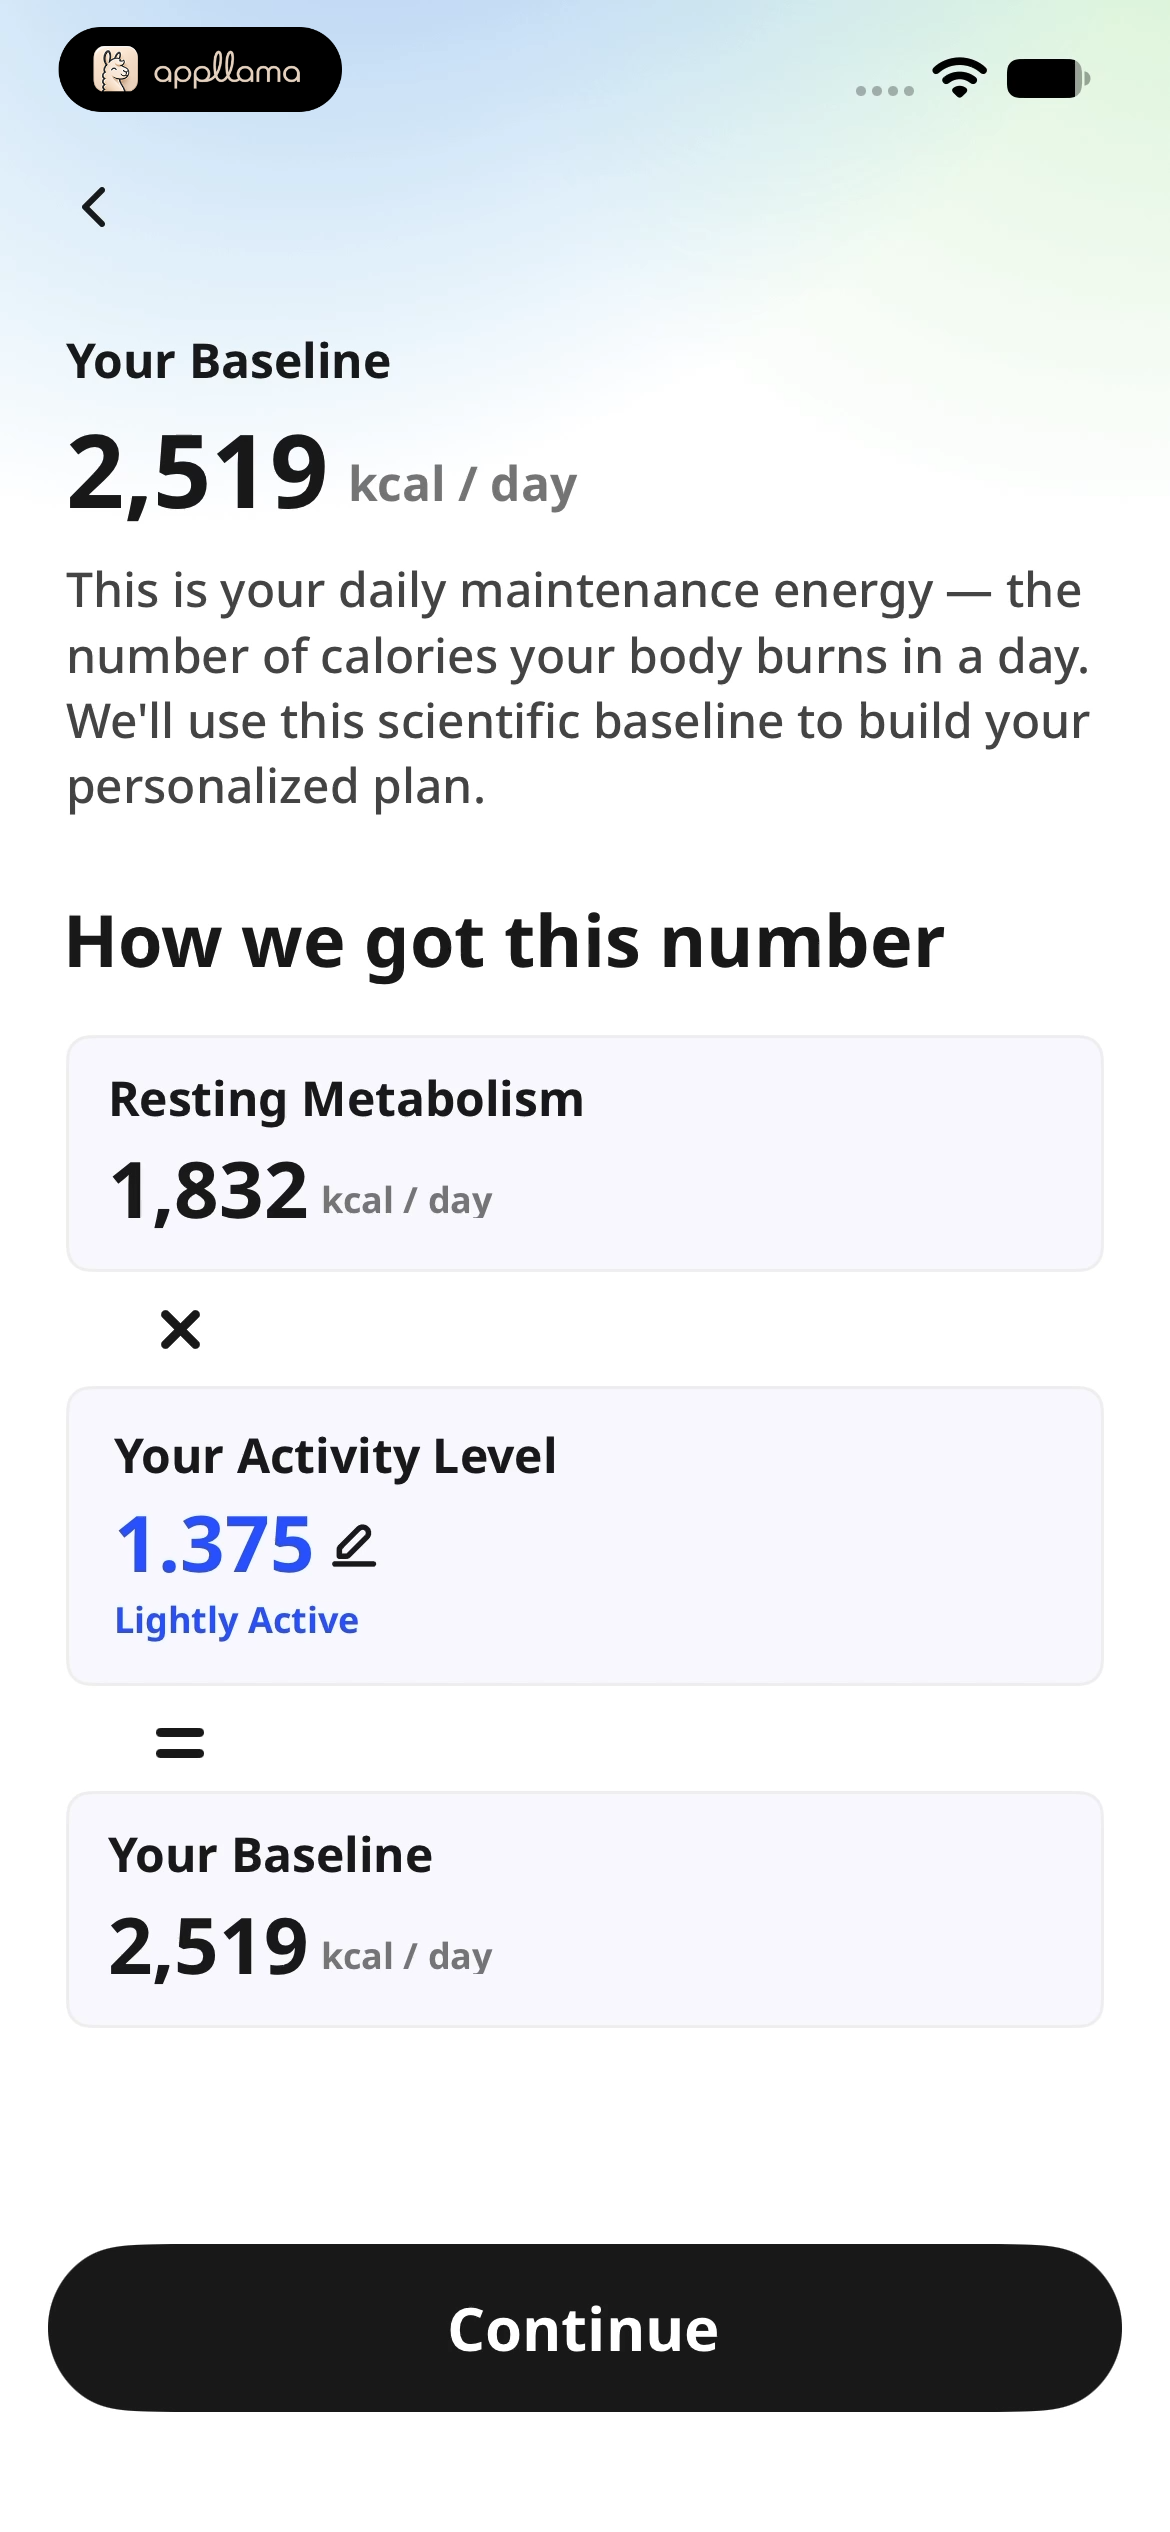 appllama
Your Baseline
2,519 kcal / day
This is your daily maintenance energy — the
number of calories your body burns in a day.
We'll use this scientific baseline to build your
personalized plan.
How we got this number
Resting Metabolism
1,832 kcal / day
×
Your Activity Level
1.375
Lightly Active
=
Your Baseline
2,519 kcal / day
Continue